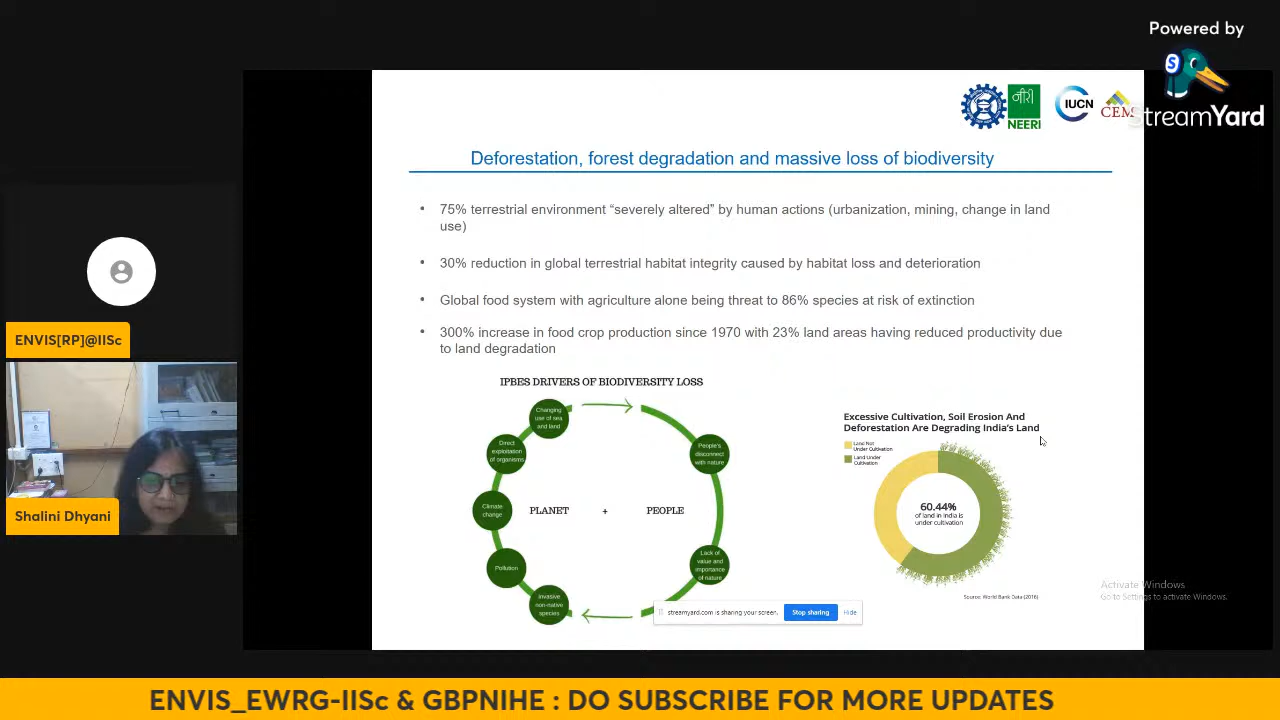 Powered by
S
StreamYard
नीरी
NEERI
IUCN
CEM
Deforestation, forest degradation and massive loss of biodiversity
• 75% terrestrial environment “severely altered” by human actions (urbanization, mining, change in land
use)
• 30% reduction in global terrestrial habitat integrity caused by habitat loss and deterioration
• Global food system with agriculture alone being threat to 86% species at risk of extinction
• 300% increase in food crop production since 1970 with 23% land areas having reduced productivity due
to land degradation
IPBES DRIVERS OF BIODIVERSITY LOSS
Changing
use of sea
and land
Direct
exploitation
of organisms
Climate
change
Pollution
Invasive
non-native
species
PLANET + PEOPLE
People's
disconnect
with nature
Lack of
value and
importance
of nature
Excessive Cultivation, Soil Erosion And
Deforestation Are Degrading India's Land
Land Not
Under Cultivation
Land Under
Cultivation
60.44%
of land in India is
under cultivation
Source: World Bank Data (2016)
Activate Windows
Go to Settings to activate Windows.
streamyard.com is sharing your screen.
Stop sharing
Hide
ENVIS[RP]@IISc
Shalini Dhyani
ENVIS_EWRG-IISc & GBPNIHE : DO SUBSCRIBE FOR MORE UPDATES